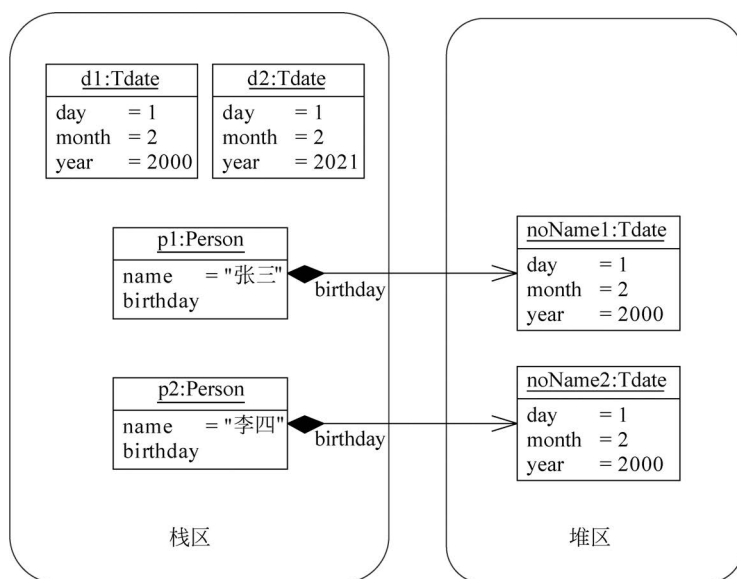 d1:Tdate
day = 1
month = 2
year = 2000
d2:Tdate
day = 1
month = 2
year = 2021
p1:Person
name = "张三"
birthday
birthday
noName1:Tdate
day = 1
month = 2
year = 2000
p2:Person
name = "李四"
birthday
birthday
noName2:Tdate
day = 1
month = 2
year = 2000
栈区
堆区